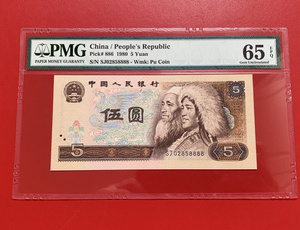 PMG
PAPER MONEY GUARANTY
China / People's Republic
Pick# 886 1980 5 Yuan
S/N SJ02858888 - Wmk: Pu Coin
65 EPQ
Gem Uncirculated
中国人民银行
5
伍圆
5
SJ02858888
5